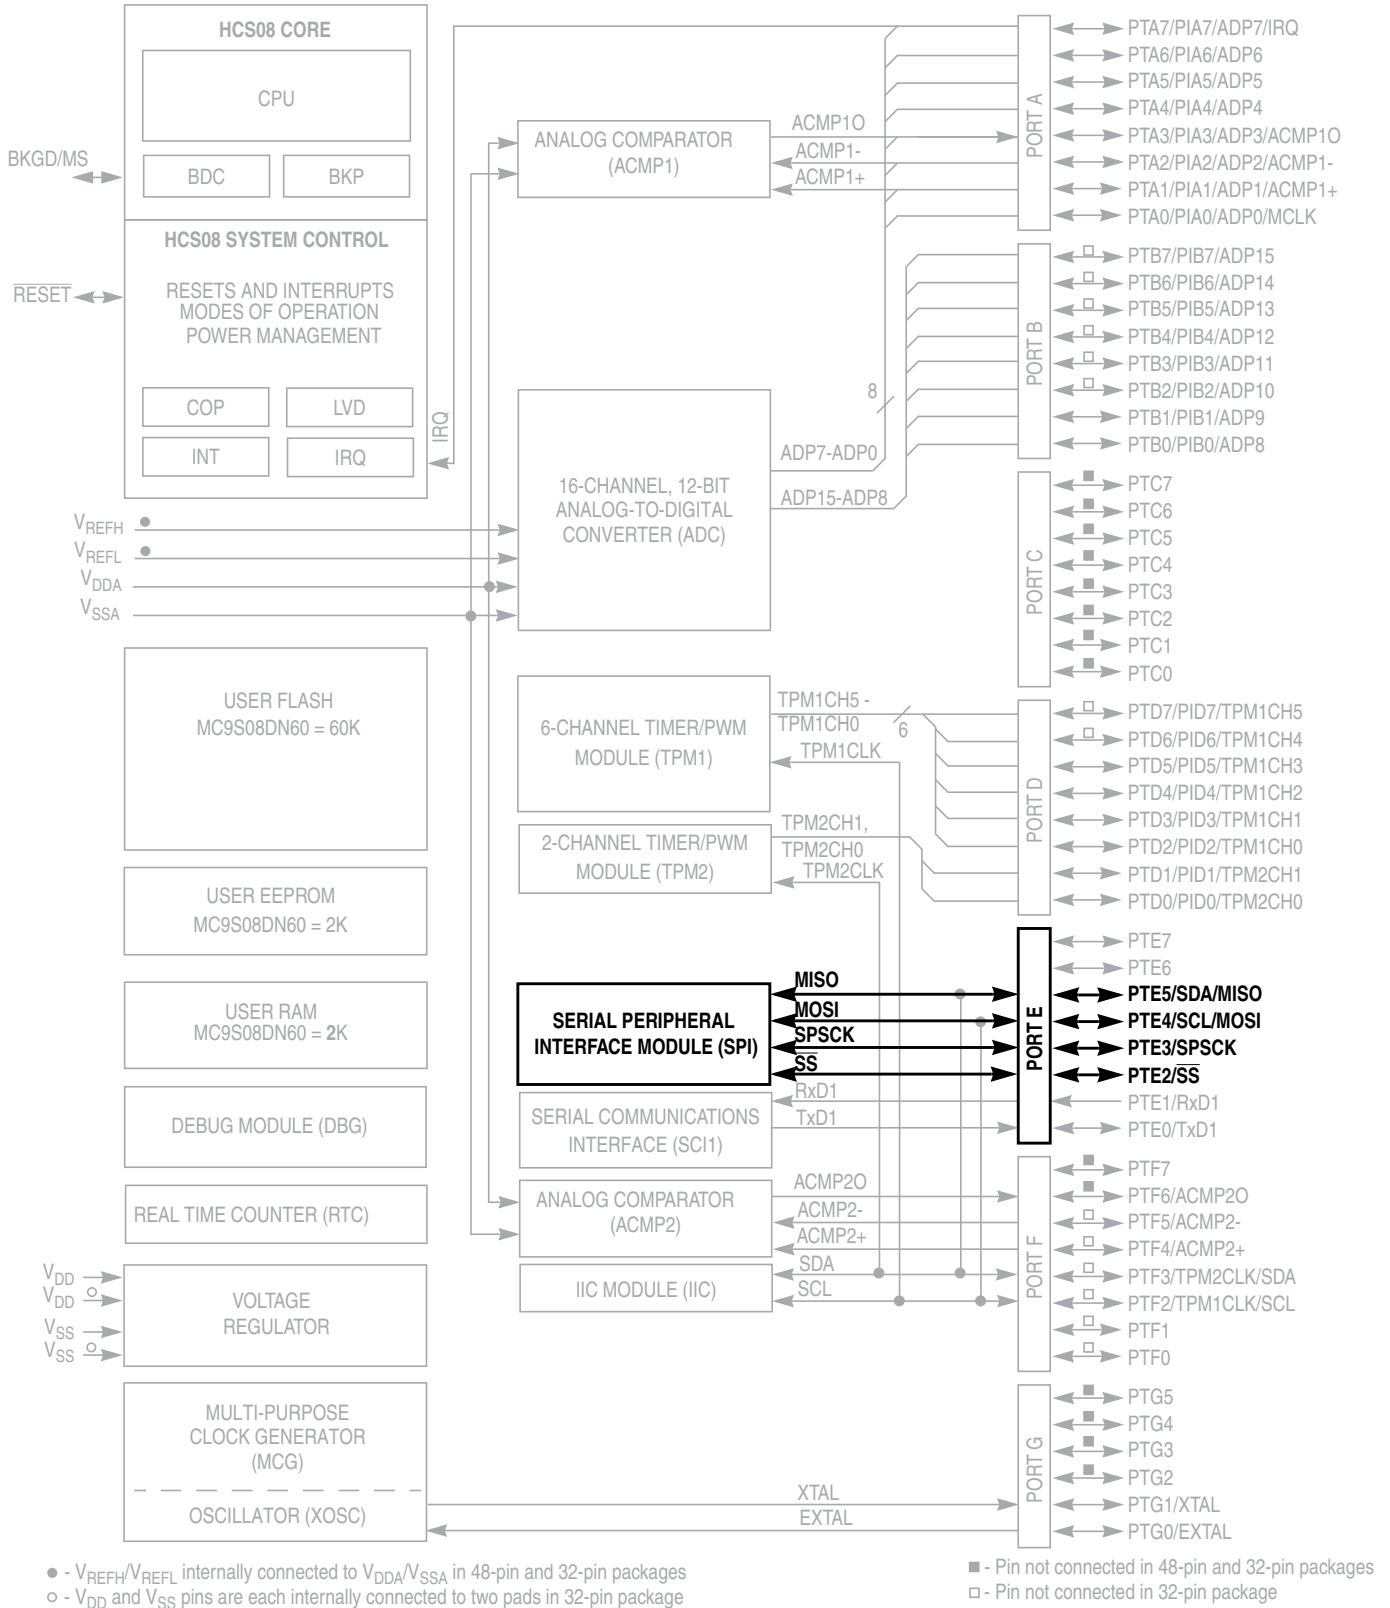 HCS08 CORE
CPU
BDC
BKP
BKGD/MS
HCS08 SYSTEM CONTROL
RESET
RESETS AND INTERRUPTS
MODES OF OPERATION
POWER MANAGEMENT
COP
LVD
INT
IRQ
IRQ
V_REFH
V_REFL
V_DDA
V_SSA
USER FLASH
MC9S08DN60 = 60K
USER EEPROM
MC9S08DN60 = 2K
USER RAM
MC9S08DN60 = 2K
DEBUG MODULE (DBG)
REAL TIME COUNTER (RTC)
V_DD
V_DD
V_SS
V_SS
VOLTAGE
REGULATOR
MULTI-PURPOSE
CLOCK GENERATOR
(MCG)
OSCILLATOR (XOSC)
ANALOG COMPARATOR
(ACMP1)
ACMP1O
ACMP1-
ACMP1+
16-CHANNEL, 12-BIT
ANALOG-TO-DIGITAL
CONVERTER (ADC)
8
ADP7-ADP0
ADP15-ADP8
6-CHANNEL TIMER/PWM
MODULE (TPM1)
TPM1CH5 -
TPM1CH0
6
TPM1CLK
2-CHANNEL TIMER/PWM
MODULE (TPM2)
TPM2CH1,
TPM2CH0
TPM2CLK
SERIAL PERIPHERAL
INTERFACE MODULE (SPI)
MISO
MOSI
SPSCK
SS
SERIAL COMMUNICATIONS
INTERFACE (SCI1)
RxD1
TxD1
ANALOG COMPARATOR
(ACMP2)
ACMP2O
ACMP2-
ACMP2+
IIC MODULE (IIC)
SDA
SCL
XTAL
EXTAL
PORT A
PTA7/PIA7/ADP7/IRQ
PTA6/PIA6/ADP6
PTA5/PIA5/ADP5
PTA4/PIA4/ADP4
PTA3/PIA3/ADP3/ACMP1O
PTA2/PIA2/ADP2/ACMP1-
PTA1/PIA1/ADP1/ACMP1+
PTA0/PIA0/ADP0/MCLK
PORT B
PTB7/PIB7/ADP15
PTB6/PIB6/ADP14
PTB5/PIB5/ADP13
PTB4/PIB4/ADP12
PTB3/PIB3/ADP11
PTB2/PIB2/ADP10
PTB1/PIB1/ADP9
PTB0/PIB0/ADP8
PORT C
PTC7
PTC6
PTC5
PTC4
PTC3
PTC2
PTC1
PTC0
PORT D
PTD7/PID7/TPM1CH5
PTD6/PID6/TPM1CH4
PTD5/PID5/TPM1CH3
PTD4/PID4/TPM1CH2
PTD3/PID3/TPM1CH1
PTD2/PID2/TPM1CH0
PTD1/PID1/TPM2CH1
PTD0/PID0/TPM2CH0
PORT E
PTE7
PTE6
PTE5/SDA/MISO
PTE4/SCL/MOSI
PTE3/SPSCK
PTE2/SS
PTE1/RxD1
PTE0/TxD1
PORT F
PTF7
PTF6/ACMP2O
PTF5/ACMP2-
PTF4/ACMP2+
PTF3/TPM2CLK/SDA
PTF2/TPM1CLK/SCL
PTF1
PTF0
PORT G
PTG5
PTG4
PTG3
PTG2
PTG1/XTAL
PTG0/EXTAL
● - V_REFH/V_REFL internally connected to V_DDA/V_SSA in 48-pin and 32-pin packages
○ - V_DD and V_SS pins are each internally connected to two pads in 32-pin package
■ - Pin not connected in 48-pin and 32-pin packages
□ - Pin not connected in 32-pin package